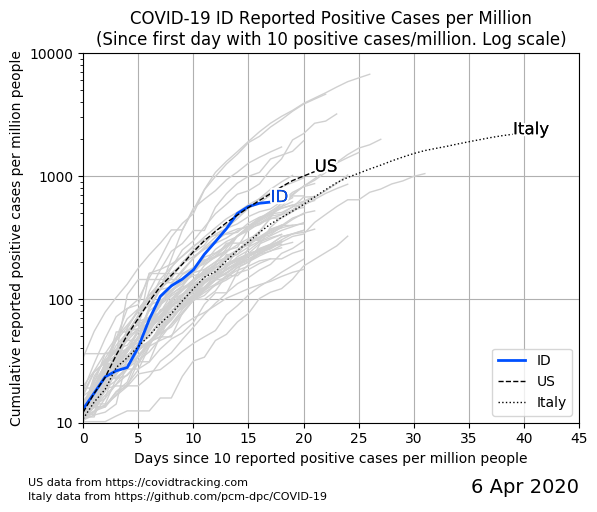 COVID-19 ID Reported Positive Cases per Million
(Since first day with 10 positive cases/million. Log scale)
Cumulative reported positive cases per million people
10000
1000
100
10
Italy
US
ID
ID
US
Italy
0 5 10 15 20 25 30 35 40 45
Days since 10 reported positive cases per million people
US data from https://covidtracking.com
Italy data from https://github.com/pcm-dpc/COVID-19
6 Apr 2020